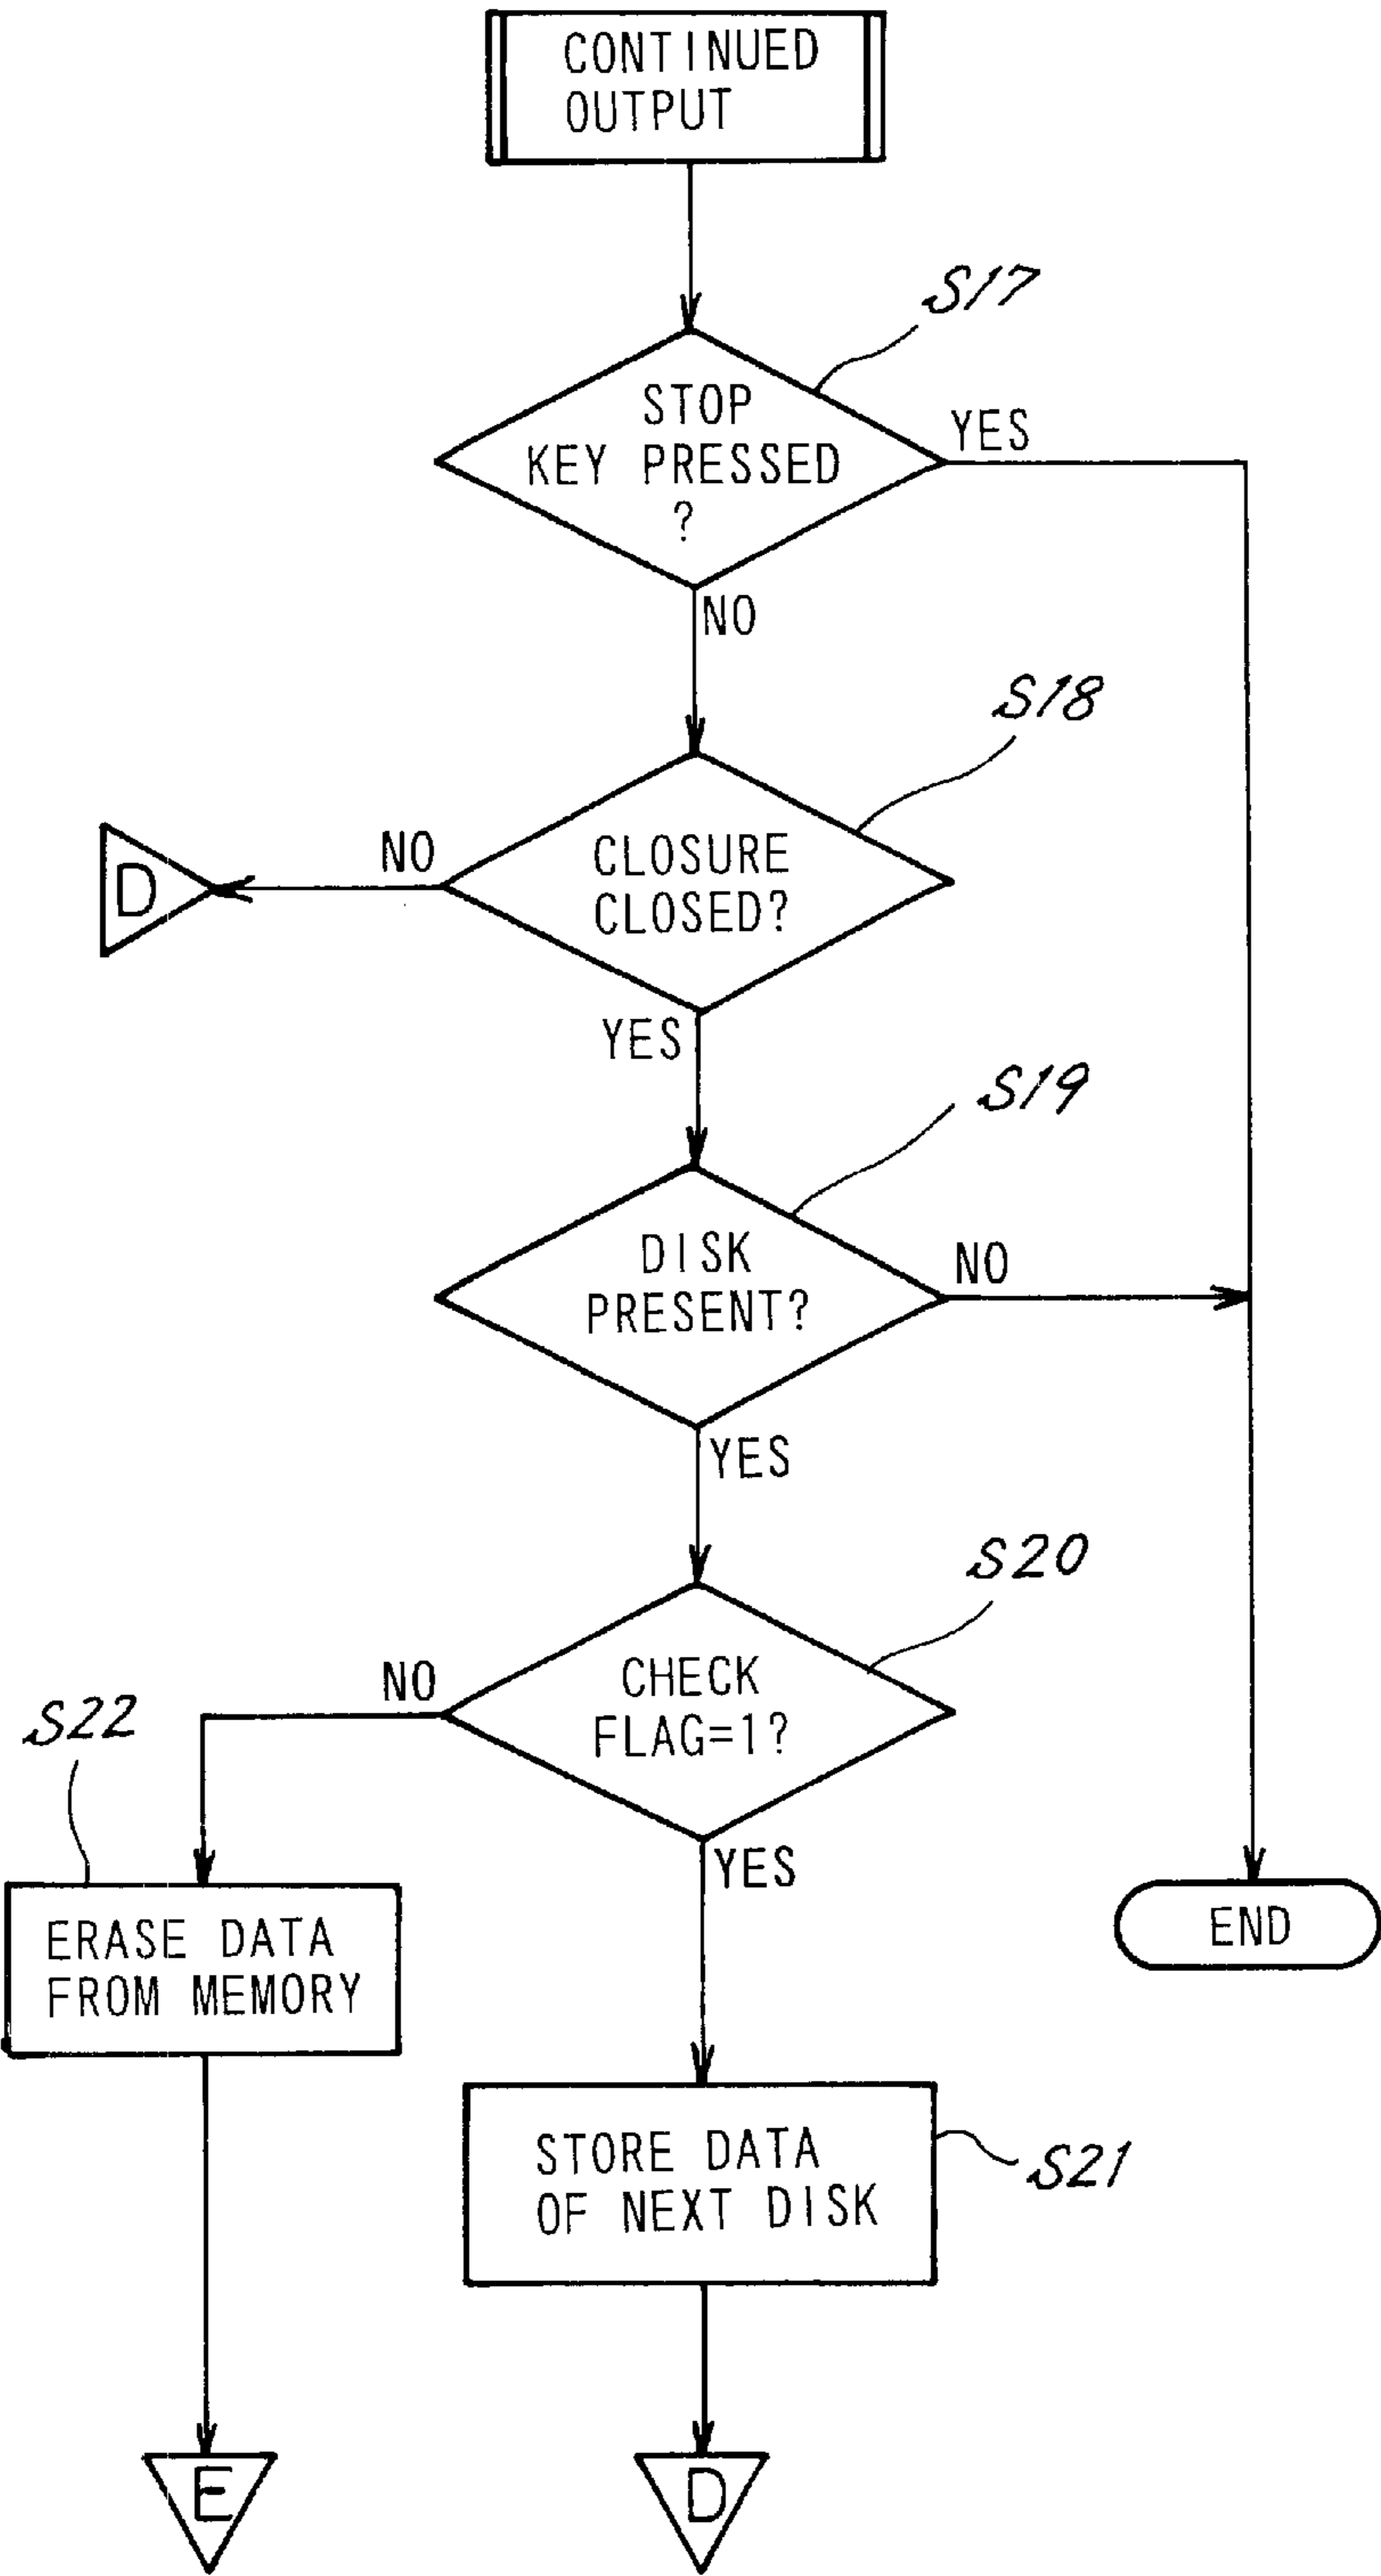 CONTINUED
OUTPUT
S17
STOP
KEY PRESSED
?
YES
NO
S18
NO
CLOSURE
CLOSED?
D
YES
S19
DISK
PRESENT?
NO
YES
S20
NO
CHECK
FLAG=1?
S22
YES
ERASE DATA
FROM MEMORY
END
STORE DATA
OF NEXT DISK
S21
E
D